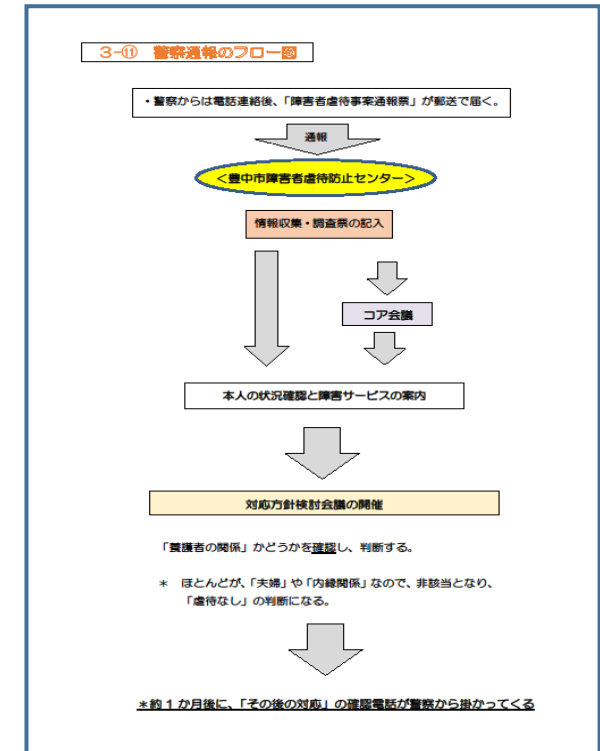 3-⑪ 警察通報のフロー図
・警察からは電話連絡後、「障害者虐待事案通報票」が郵送で届く。
通報
＜豊中市障害者虐待防止センター＞
情報収集・調査票の記入
コア会議
本人の状況確認と障害サービスの案内
対応方針検討会議の開催
「養護者の関係」かどうかを確認し、判断する。
＊ ほとんどが、「夫婦」や「内縁関係」なので、非該当となり、
「虐待なし」の判断になる。
＊約１か月後に、「その後の対応」の確認電話が警察から掛かってくる